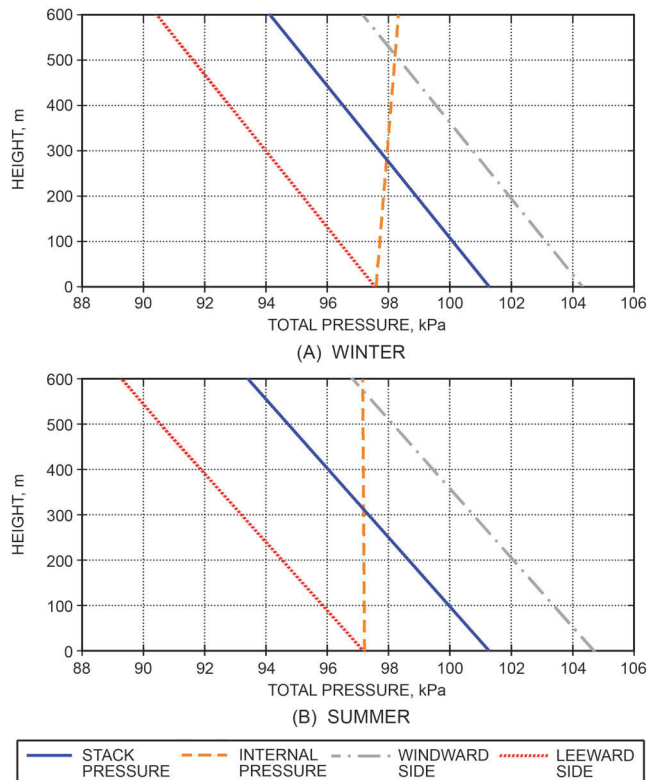 600
500
400
300
200
100
0
HEIGHT, m
88 90 92 94 96 98 100 102 104 106
TOTAL PRESSURE, kPa
(A) WINTER
600
500
400
300
200
100
0
HEIGHT, m
88 90 92 94 96 98 100 102 104 106
TOTAL PRESSURE, kPa
(B) SUMMER
STACK PRESSURE
INTERNAL PRESSURE
WINDWARD SIDE
LEEWARD SIDE